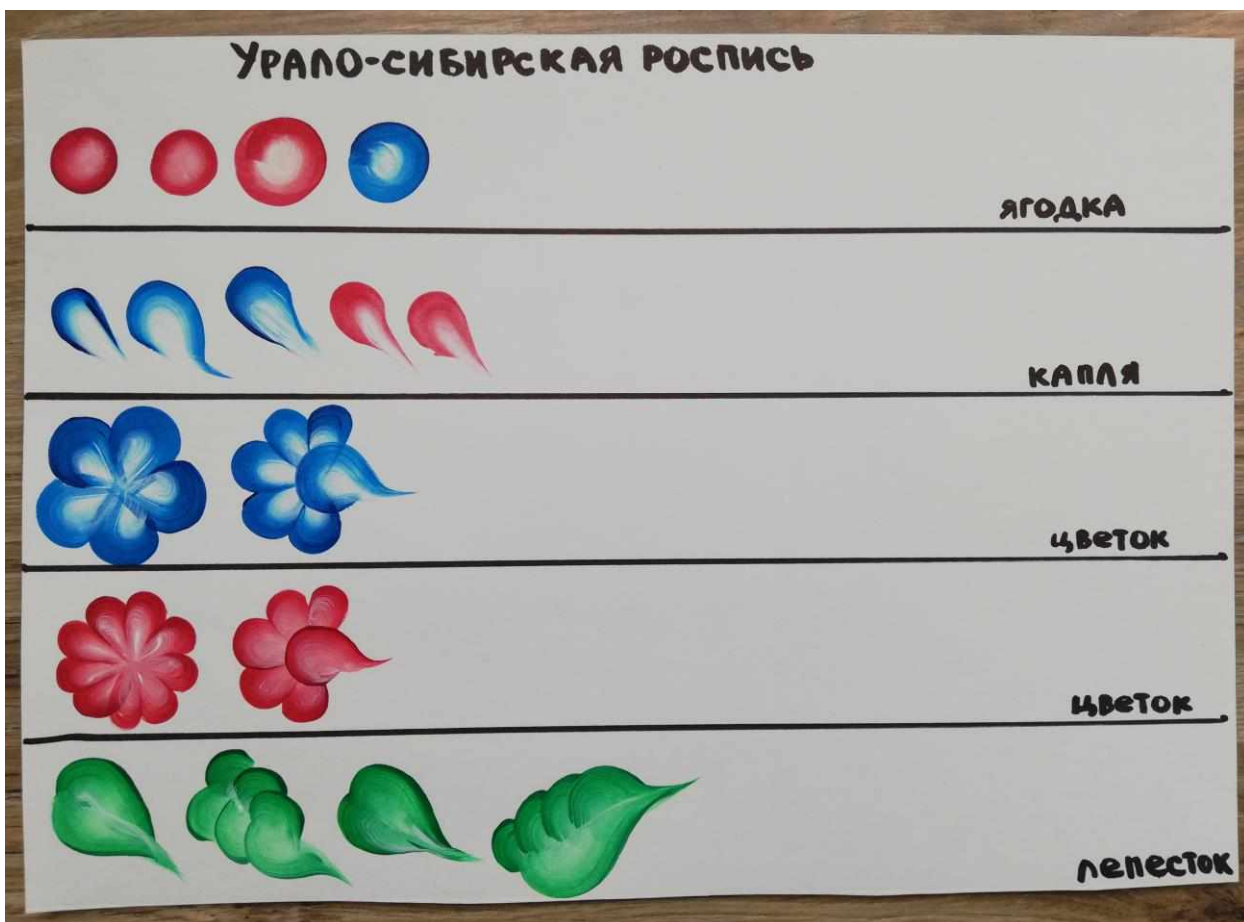 Урало-сибирская роспись
ягодка
капля
цветок
цветок
лепесток